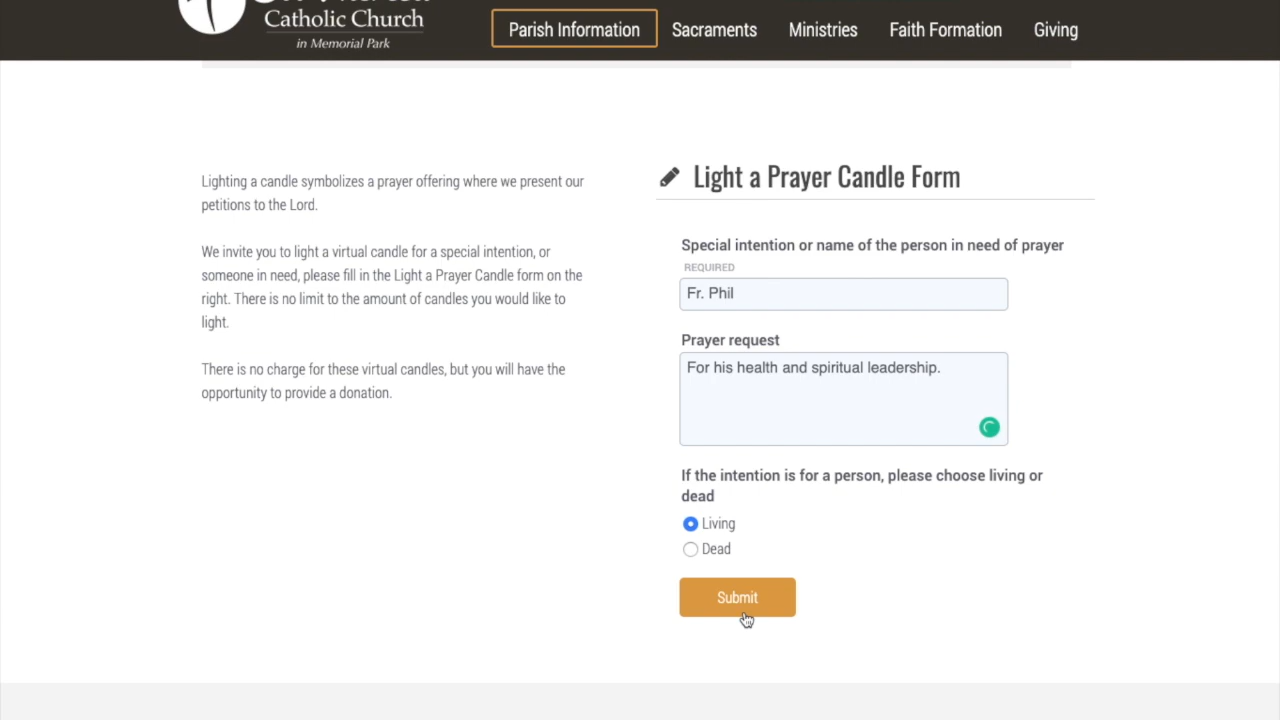 Catholic Church
in Memorial Park
Parish Information
Sacraments
Ministries
Faith Formation
Giving
Lighting a candle symbolizes a prayer offering where we present our
petitions to the Lord.
We invite you to light a virtual candle for a special intention, or
someone in need, please fill in the Light a Prayer Candle form on the
right. There is no limit to the amount of candles you would like to
light.
There is no charge for these virtual candles, but you will have the
opportunity to provide a donation.
Light a Prayer Candle Form
Special intention or name of the person in need of prayer
REQUIRED
Fr. Phil
Prayer request
For his health and spiritual leadership.
If the intention is for a person, please choose living or
dead
Living
Dead
Submit